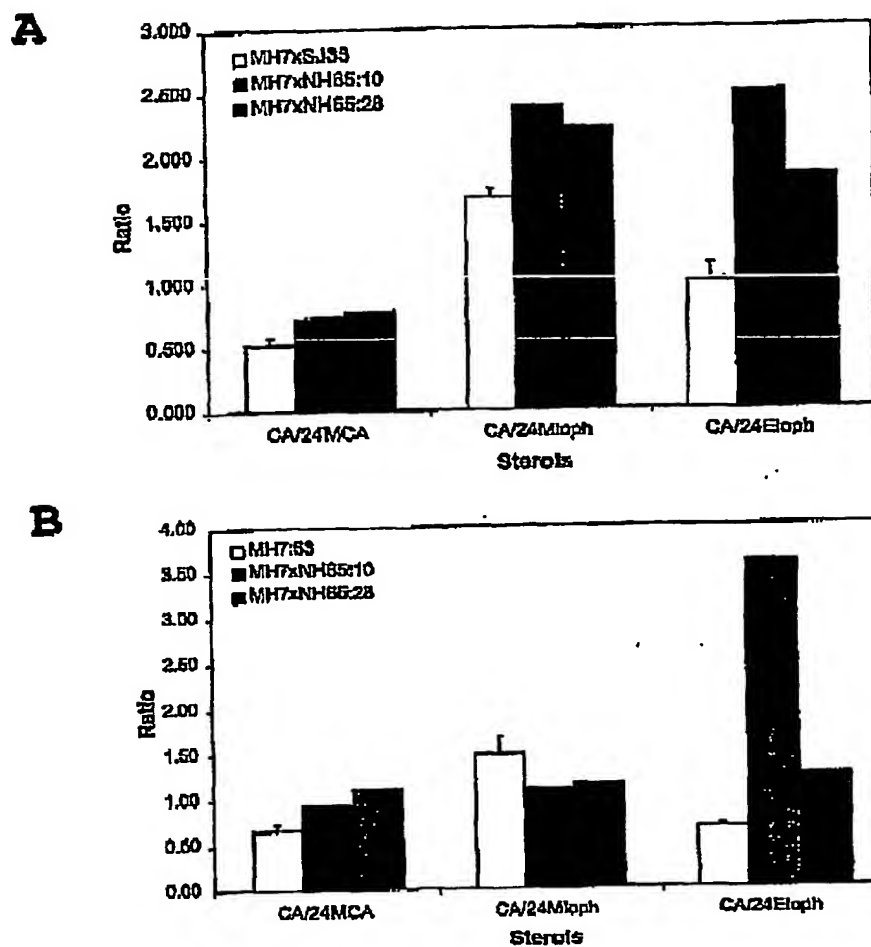 A
3.000
2.500
2.000
1.500
1.000
0.500
0.000
Ratio
MH7xSJ33
MH7xNH65:10
MH7xNH65:28
CA/24MCA
CA/24Mloph
CA/24Eloph
Sterols
B
4.00
3.50
3.00
2.50
2.00
1.50
1.00
0.50
0.00
Ratio
MH7:53
MH7xNH65:10
MH7xNH65:28
CA/24MCA
CA/24Mloph
CA/24Eloph
Sterols